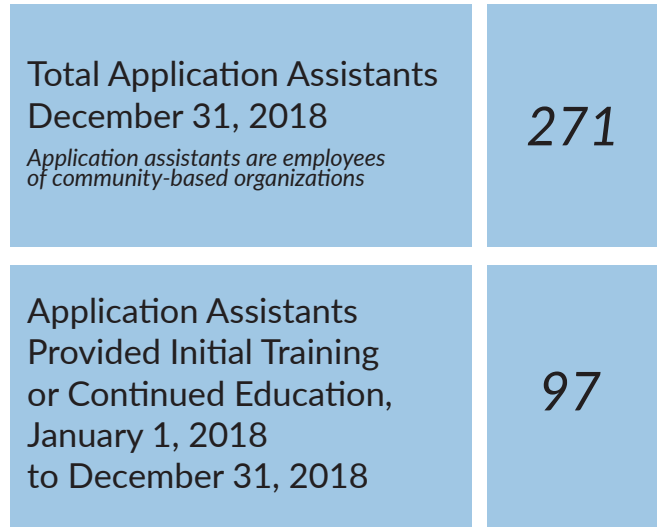 Total Application Assistants
December 31, 2018
Application assistants are employees
of community-based organizations
271
Application Assistants
Provided Initial Training
or Continued Education,
January 1, 2018
to December 31, 2018
97